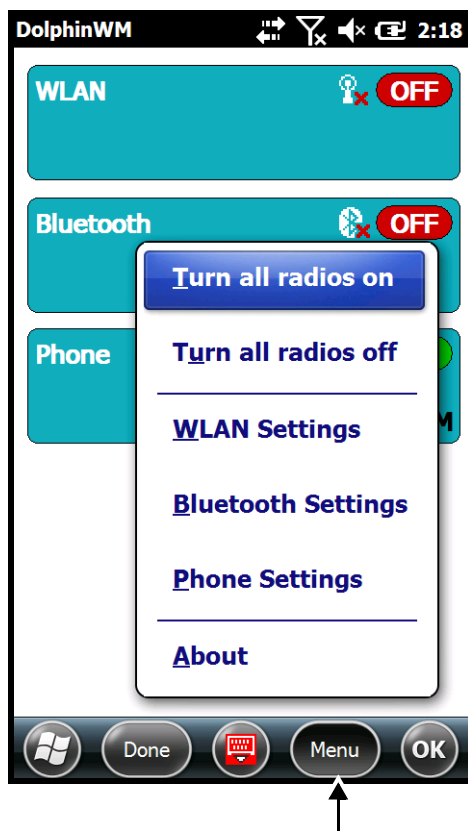 DolphinWM 2:18
WLAN OFF
Bluetooth OFF
Turn all radios on
Turn all radios off
Phone
M
WLAN Settings
Bluetooth Settings
Phone Settings
About
Done Menu OK